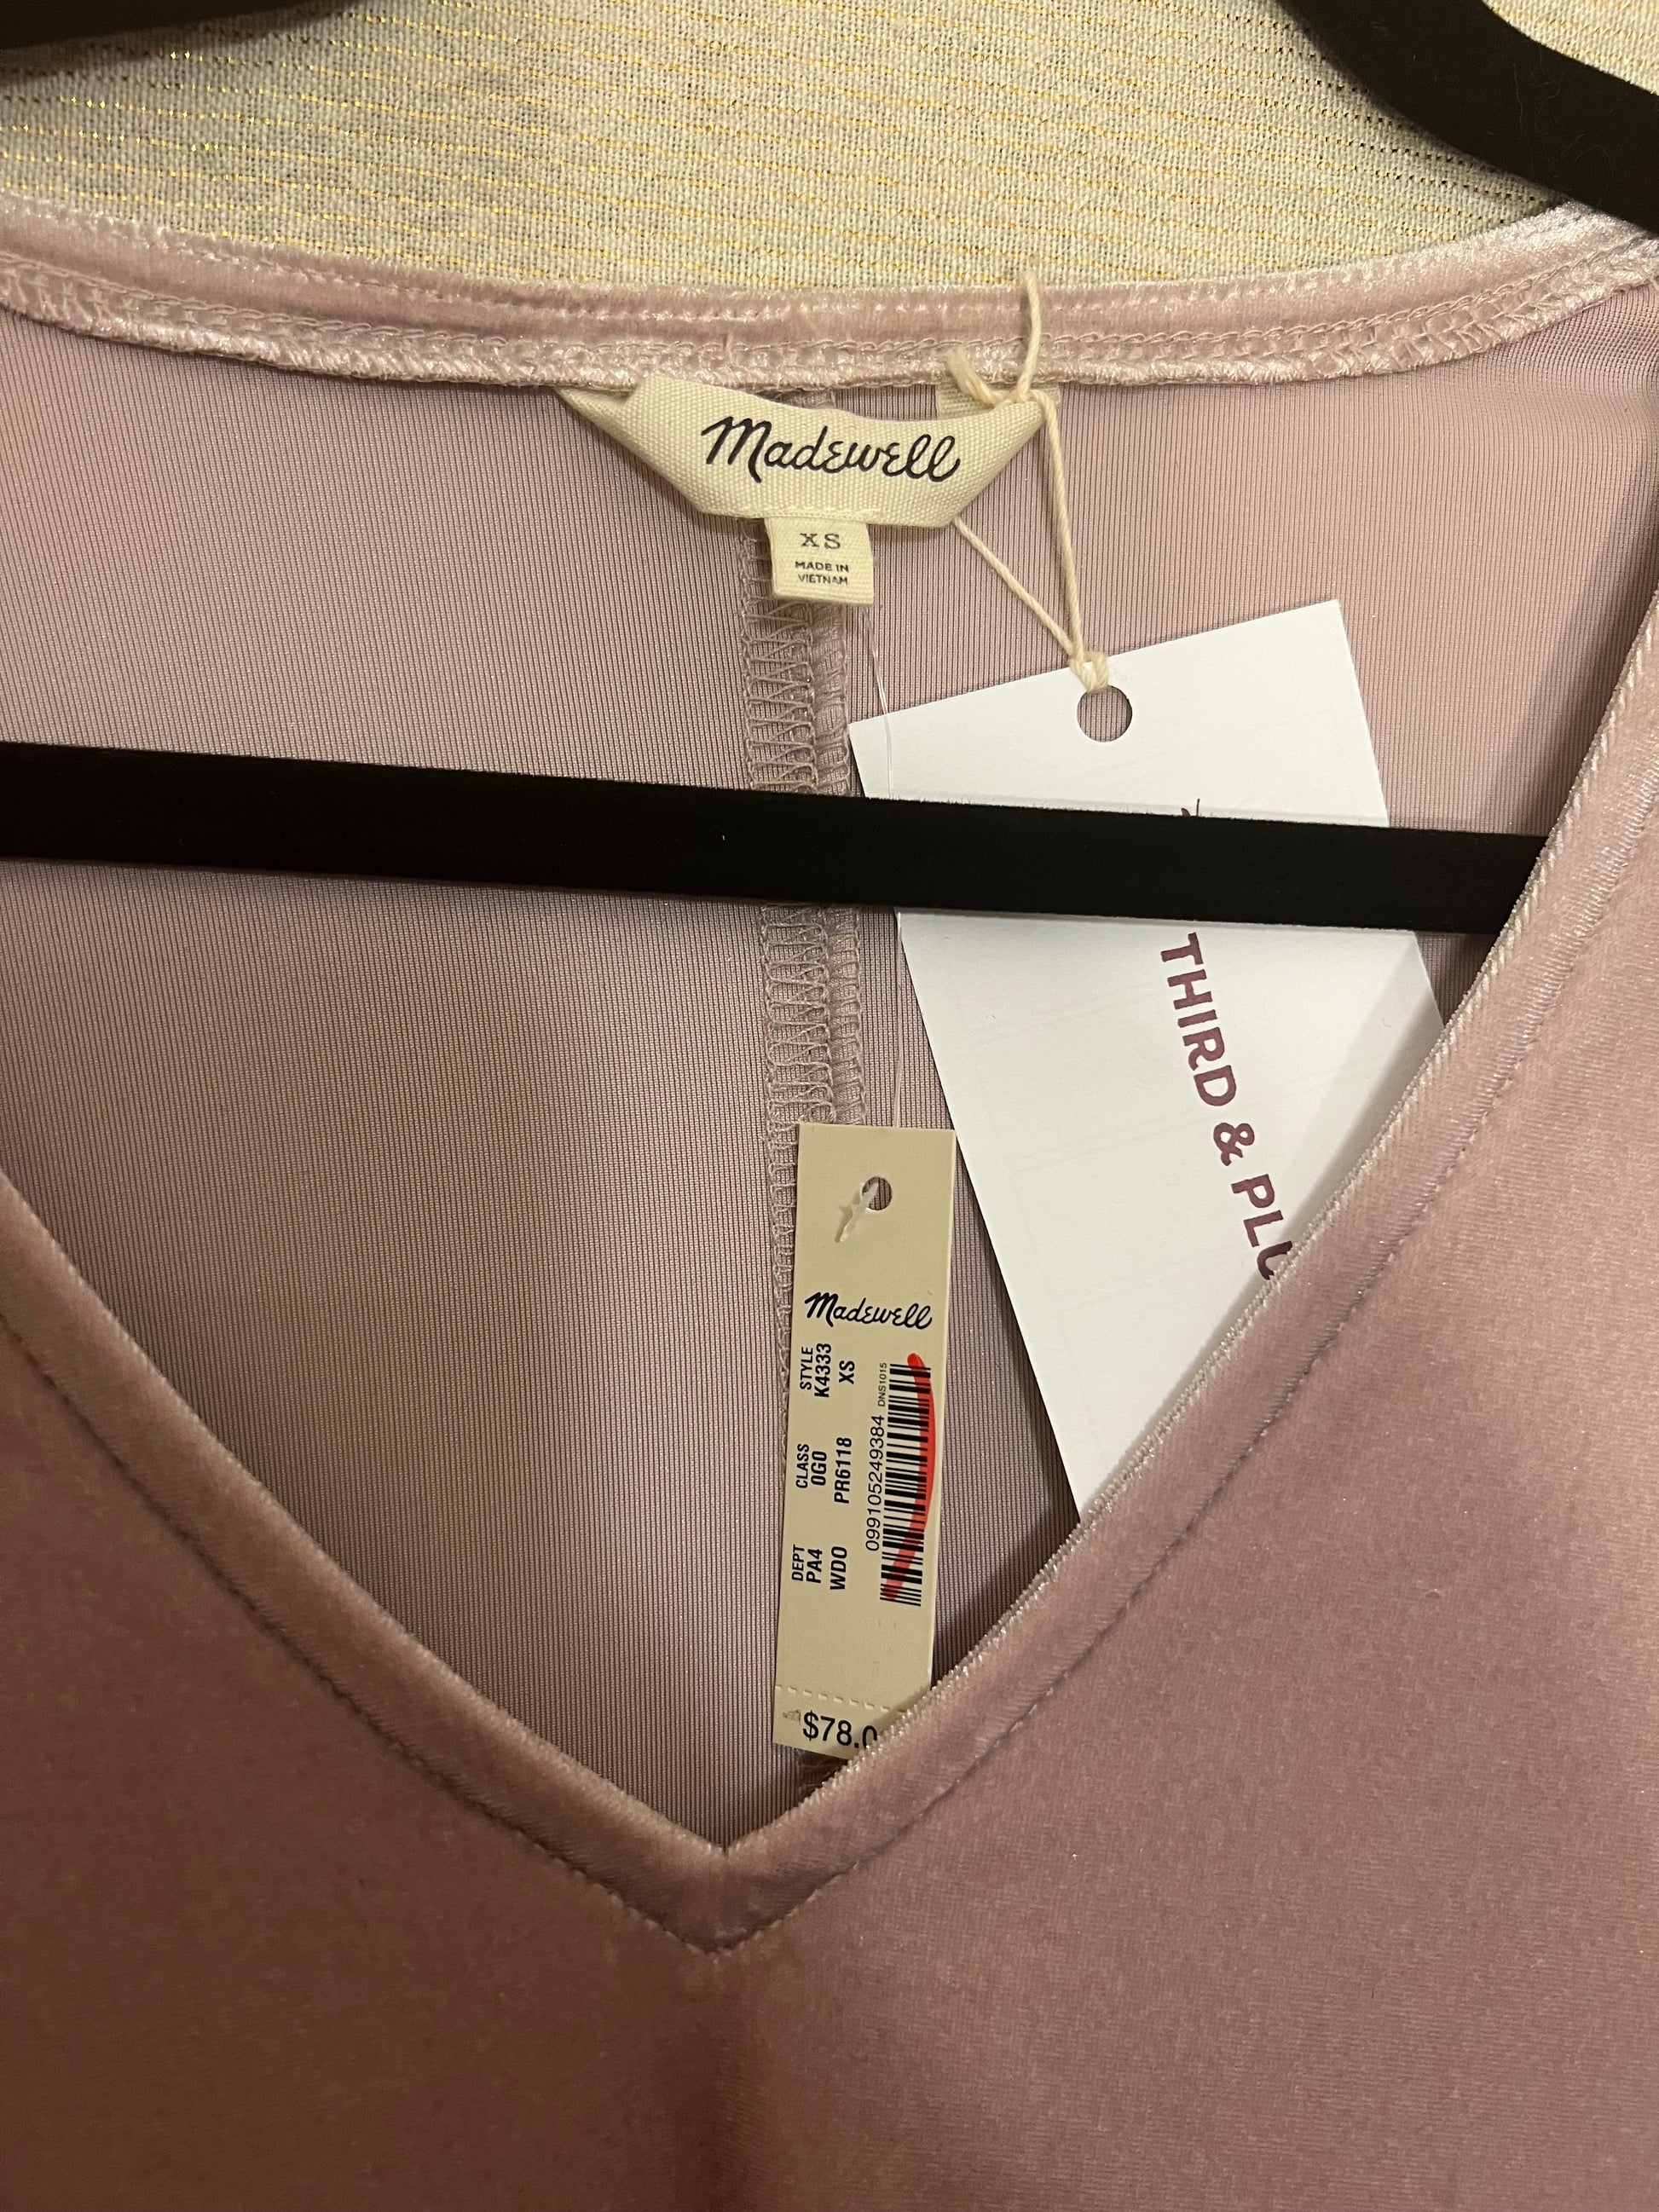 Madewell
XS
MADE IN
VIETNAM
THIRD &
Madewell
STYLE
K4333
XS
CLASS
0G0
PR6118
DEPT
PA4
WDO
099105249384
DNS1015
$78.0